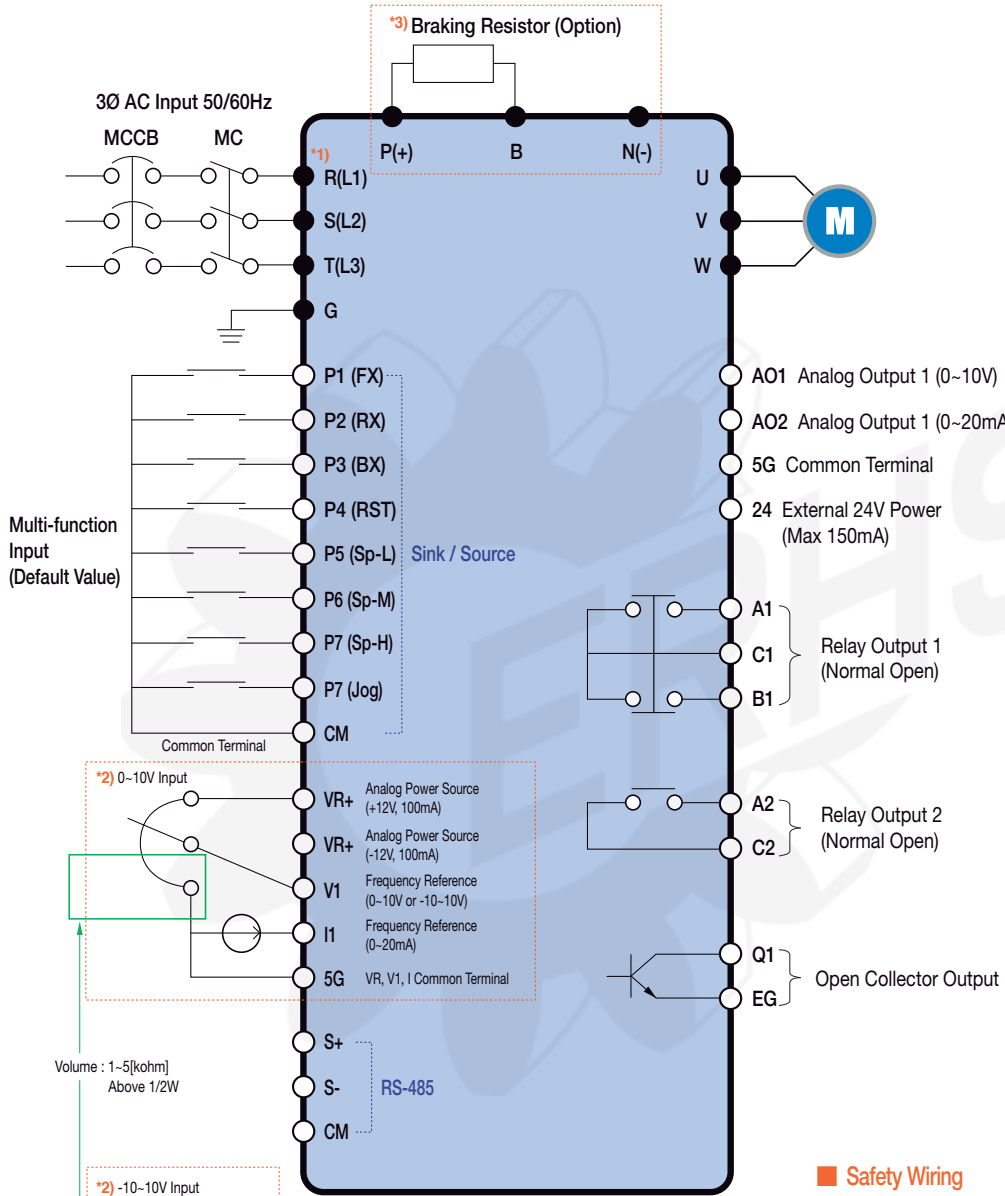 *3) Braking Resistor (Option)
3Ø AC Input 50/60Hz
MCCB
MC
*1)
P(+)
B
N(-)
R(L1)
S(L2)
T(L3)
G
U
V
W
M
Multi-function
Input
(Default Value)
P1 (FX)
P2 (RX)
P3 (BX)
P4 (RST)
P5 (Sp-L)
P6 (Sp-M)
P7 (Sp-H)
P7 (Jog)
CM
Sink / Source
Common Terminal
AO1 Analog Output 1 (0~10V)
AO2 Analog Output 1 (0~20mA
5G Common Terminal
24 External 24V Power
(Max 150mA)
A1
C1
B1
Relay Output 1
(Normal Open)
A2
C2
Relay Output 2
(Normal Open)
Q1
EG
Open Collector Output
*2) 0~10V Input
VR+ Analog Power Source
(+12V, 100mA)
VR+ Analog Power Source
(-12V, 100mA)
V1 Frequency Reference
(0~10V or -10~10V)
I1 Frequency Reference
(0~20mA)
5G VR, V1, I Common Terminal
Volume : 1~5[kohm]
Above 1/2W
S+
S-
CM
RS-485
*2) -10~10V Input
Safety Wiring
ERHS